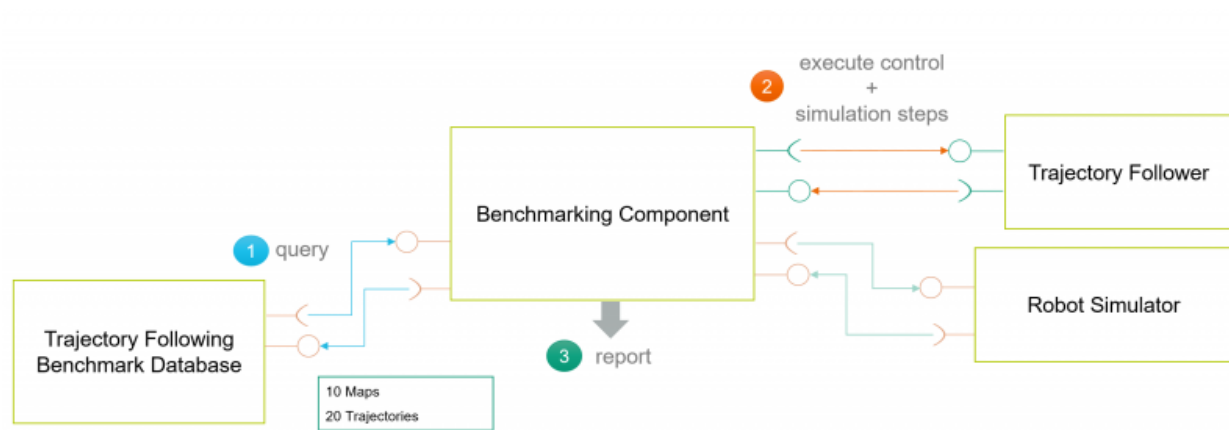 2
execute control
+
simulation steps
Trajectory Follower
Benchmarking Component
1 query
Robot Simulator
Trajectory Following
Benchmark Database
3 report
10 Maps
20 Trajectories